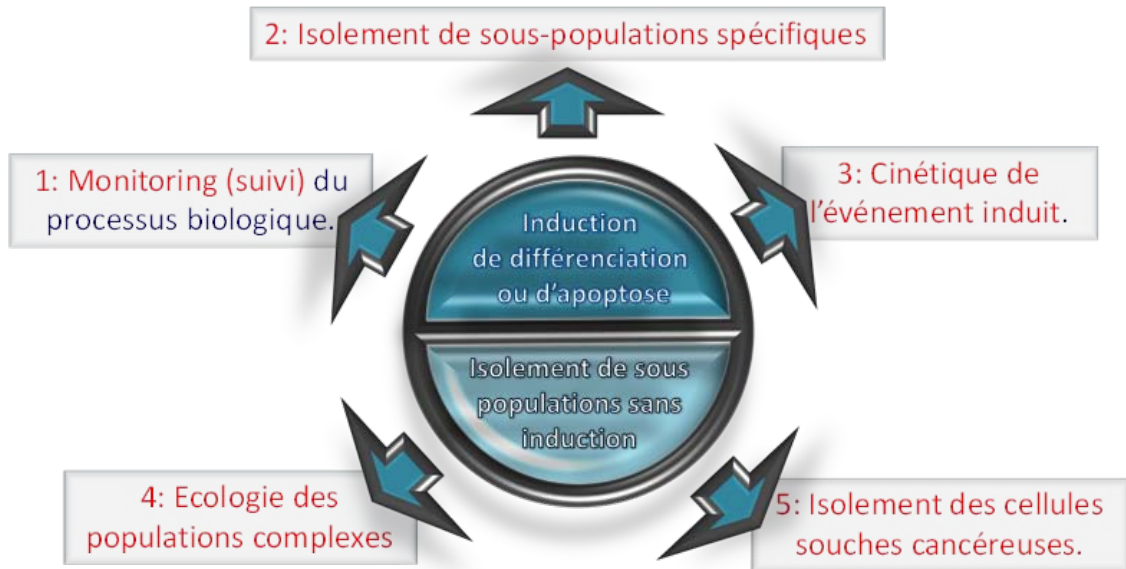 2: Isolement de sous-populations spécifiques
1: Monitoring (suivi) du
processus biologique.
3: Cinétique de
l'événement induit.
Induction
de différenciation
ou d'apoptose
Isolement de sous
populations sans
induction
4: Ecologie des
populations complexes
5: Isolement des cellules
souches cancéreuses.